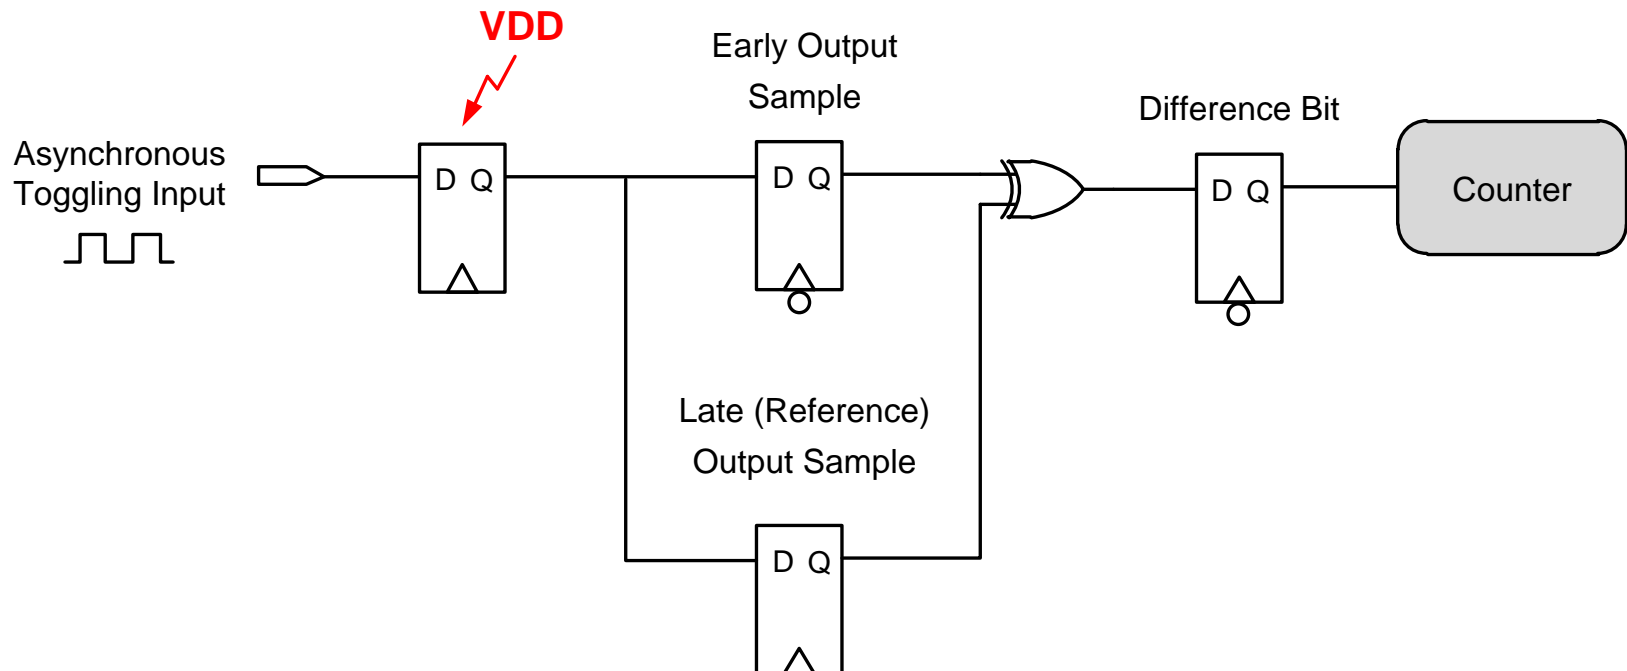 VDD
Early Output
Sample
Difference Bit
Asynchronous
Toggling Input
D Q
D Q
D Q
Counter
Late (Reference)
Output Sample
D Q